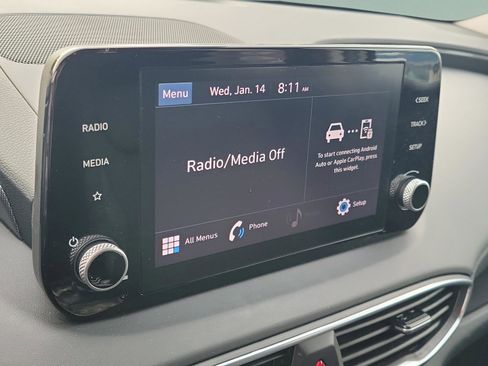 Menu
Wed, Jan. 14
8:11 AM
RADIO
MEDIA
Radio/Media Off
To start connecting Android
Auto or Apple CarPlay, press
this widget.
<SEEK
TRACK>
SETUP
All Menus
Phone
Setup